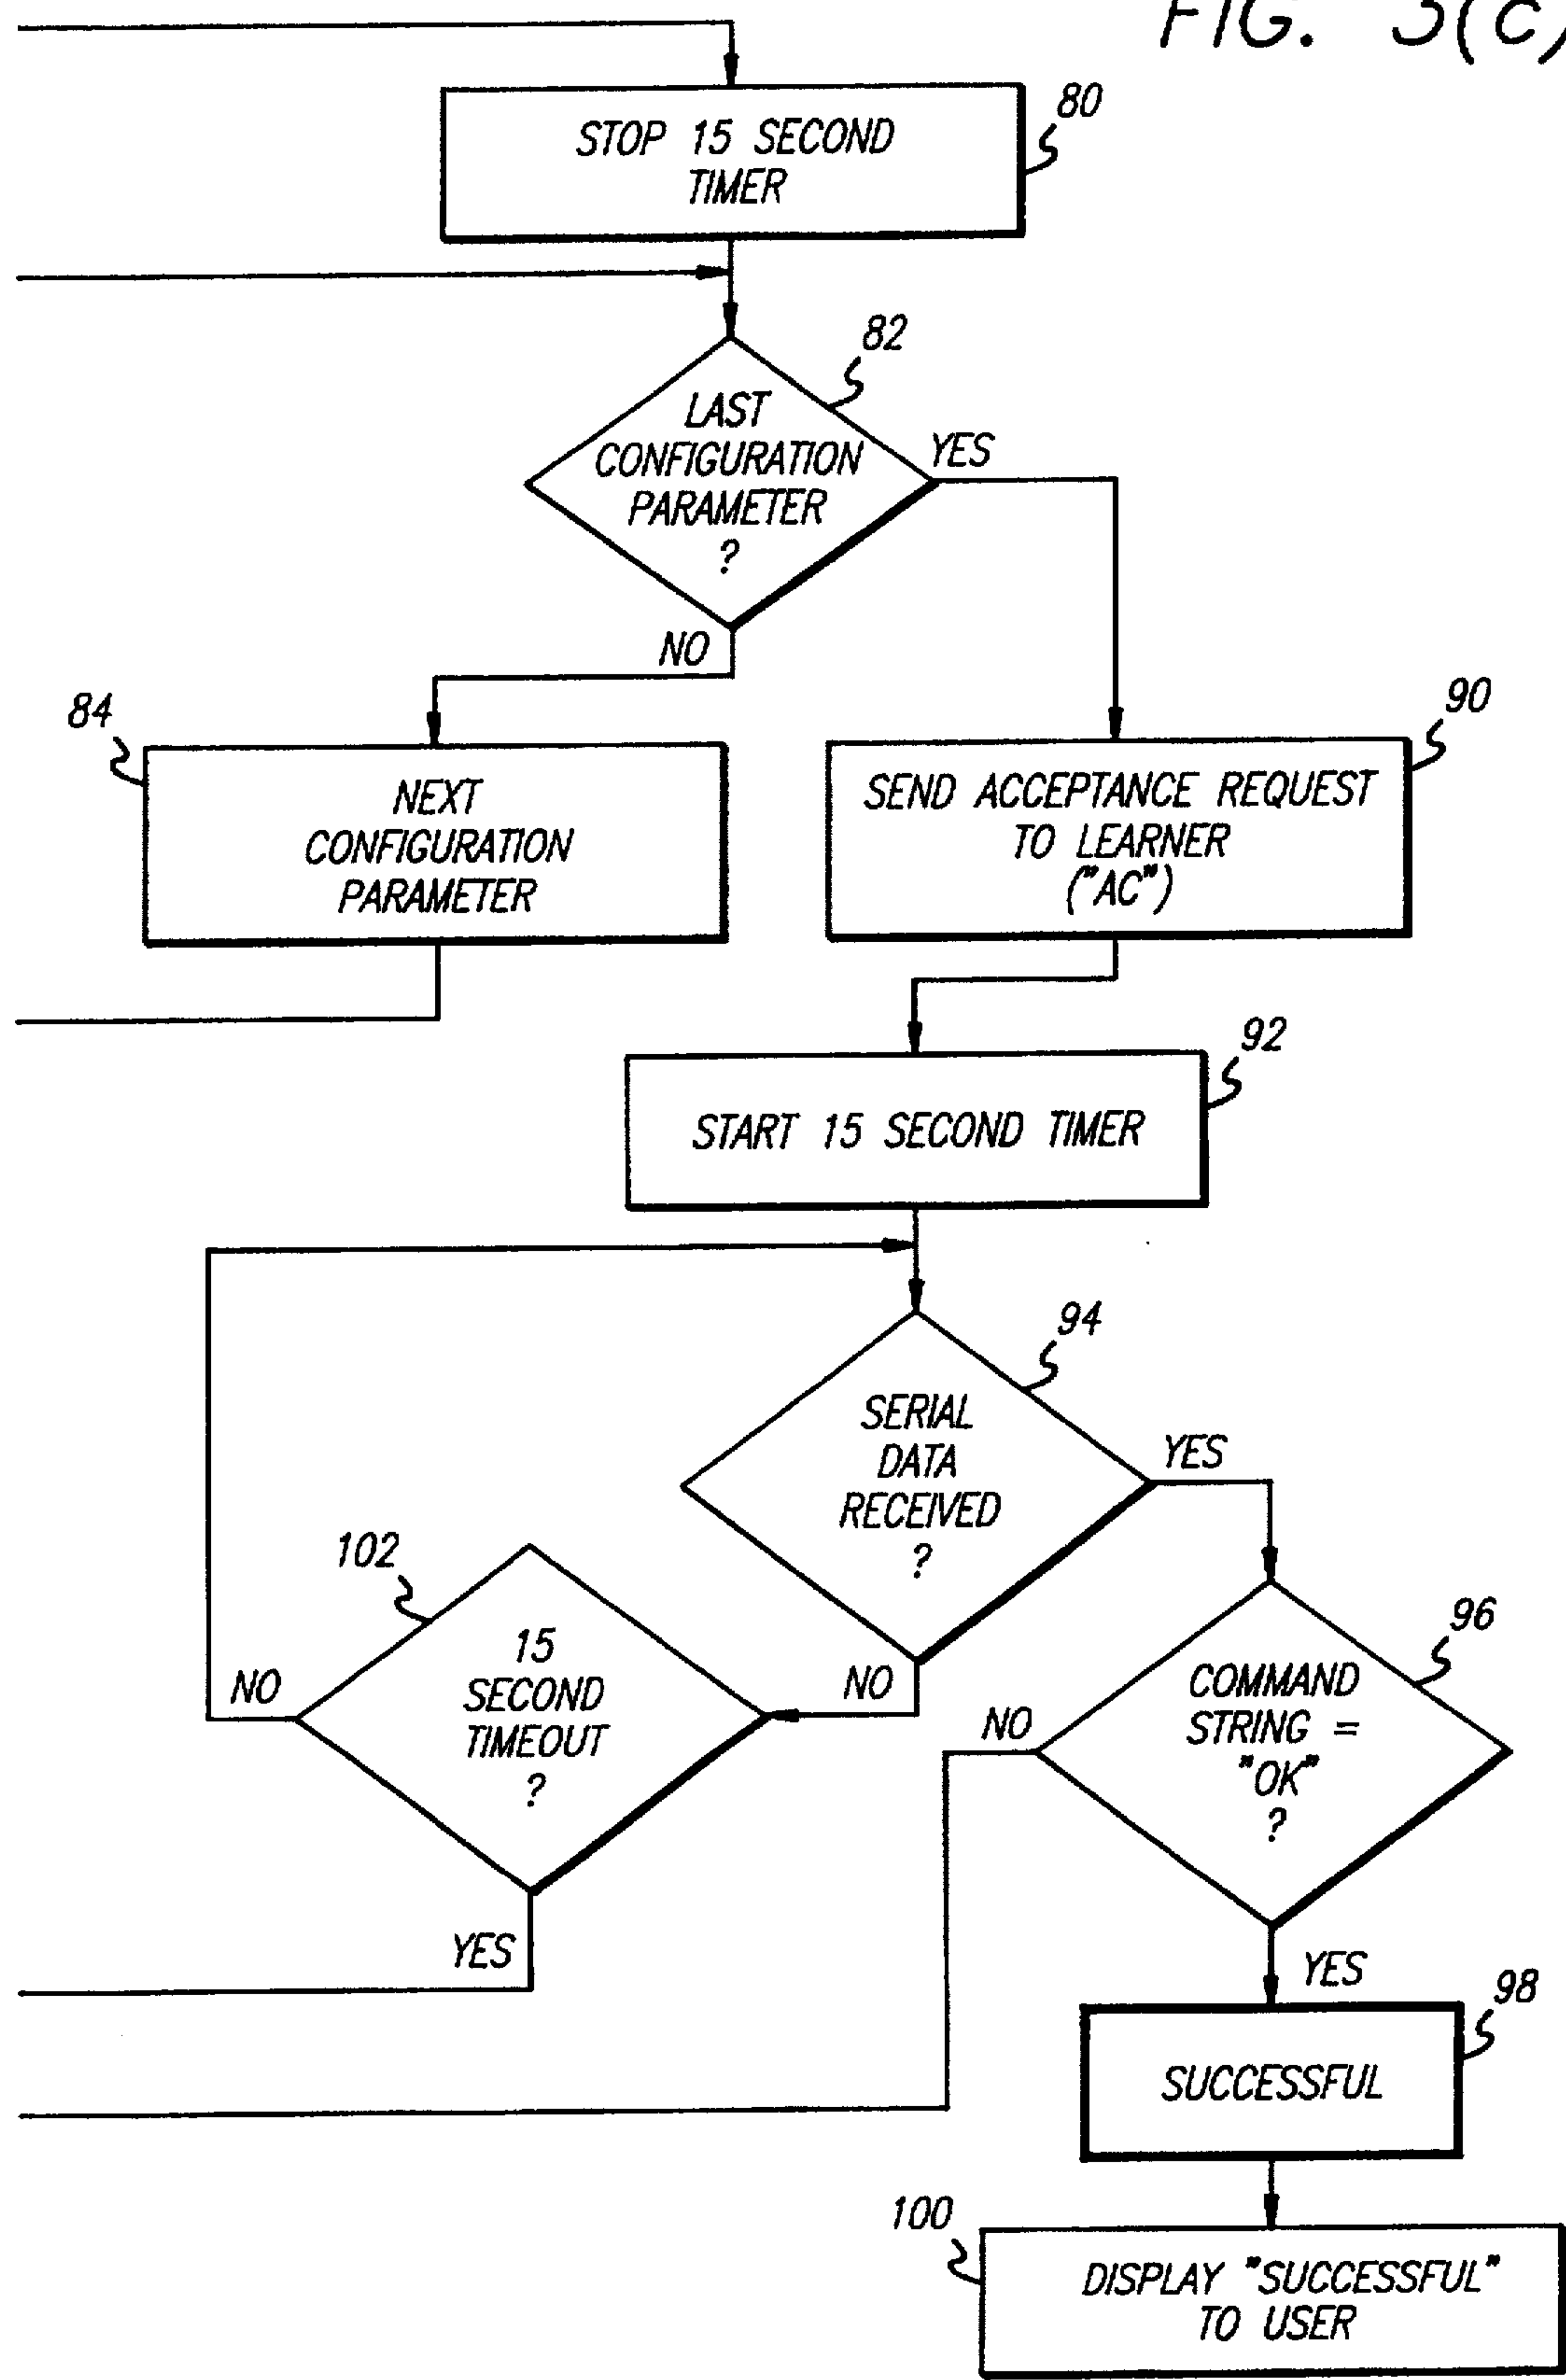 FIG. 3(c)
STOP 15 SECOND
TIMER
80
82
LAST
CONFIGURATION
PARAMETER
?
YES
NO
84
NEXT
CONFIGURATION
PARAMETER
90
SEND ACCEPTANCE REQUEST
TO LEARNER
("AC")
92
START 15 SECOND TIMER
94
SERIAL
DATA
RECEIVED
?
YES
NO
102
15
SECOND
TIMEOUT
?
NO
YES
96
COMMAND
STRING =
"OK"
?
NO
YES
98
SUCCESSFUL
100
DISPLAY "SUCCESSFUL"
TO USER